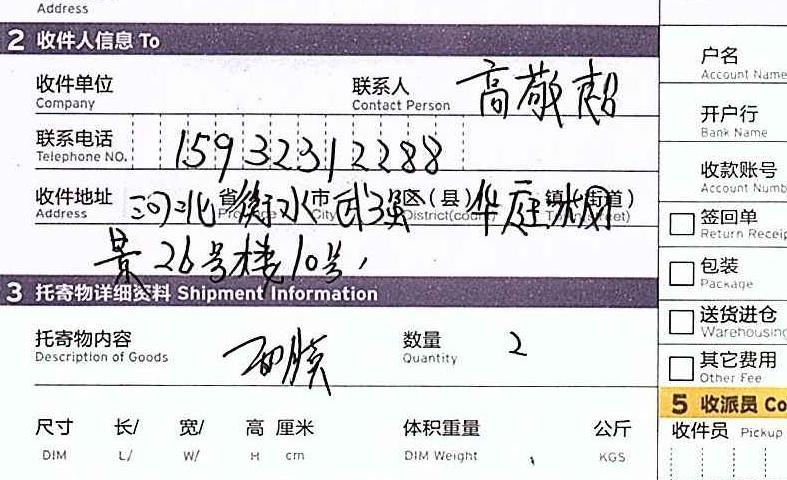 Address
2 收件人信息 To
收件单位 联系人 高敬超
Company Contact Person
联系电话 15932312288
Telephone NO.
收件地址 河北 省 衡水 市 武强 区(县) 华庭水岗 镇(街道)
Address Province City District(county) Town(street)
景26号楼10号,
3 托寄物详细资料 Shipment Information
托寄物内容 面膜 数量 2
Description of Goods Quantity
尺寸 长/ 宽/ 高 厘米 体积重量 公斤
DIM L/ W/ H cm DIM Weight KGS
户名
Account Name
开户行
Bank Name
收款账号
Account Numb
签回单
Return Receip
包装
Package
送货进仓
Warehousing
其它费用
Other Fee
5 收派员 Co
收件员 Pickup